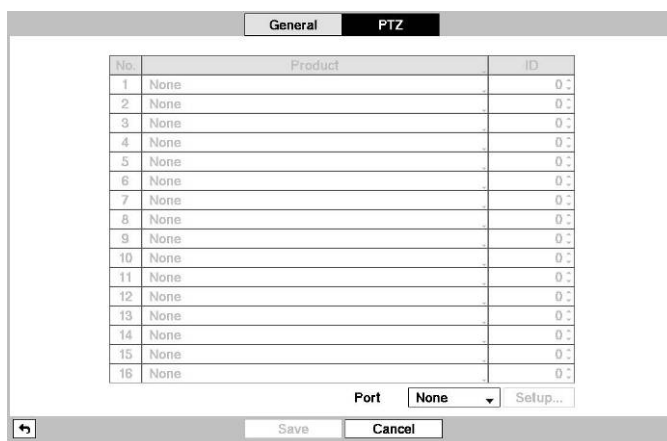 General PTZ
No. Product ID
1 None 0
2 None 0
3 None 0
4 None 0
5 None 0
6 None 0
7 None 0
8 None 0
9 None 0
10 None 0
11 None 0
12 None 0
13 None 0
14 None 0
15 None 0
16 None 0
Port None Setup...
Save Cancel